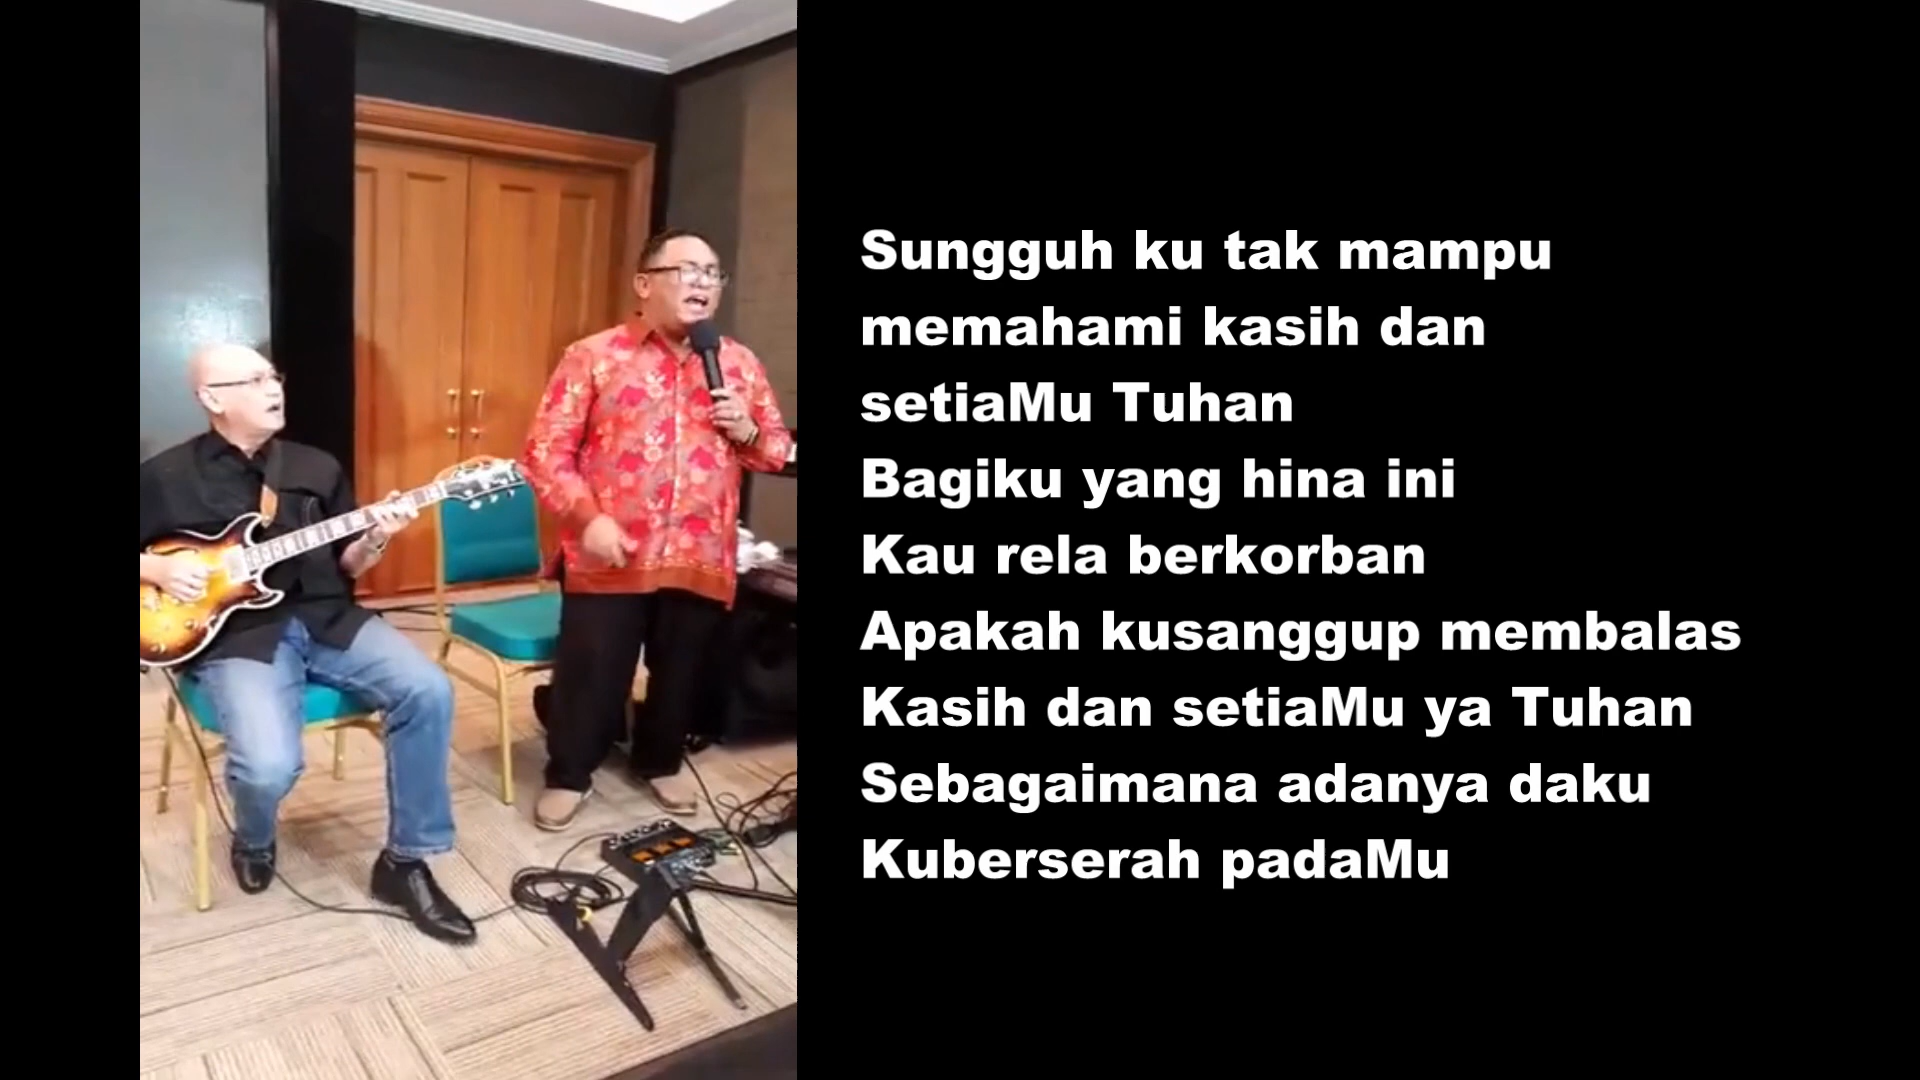 Sungguh ku tak mampu
memahami kasih dan
setiaMu Tuhan
Bagiku yang hina ini
Kau rela berkorban
Apakah kusanggup membalas
Kasih dan setiaMu ya Tuhan
Sebagaimana adanya daku
Kuberserah padaMu